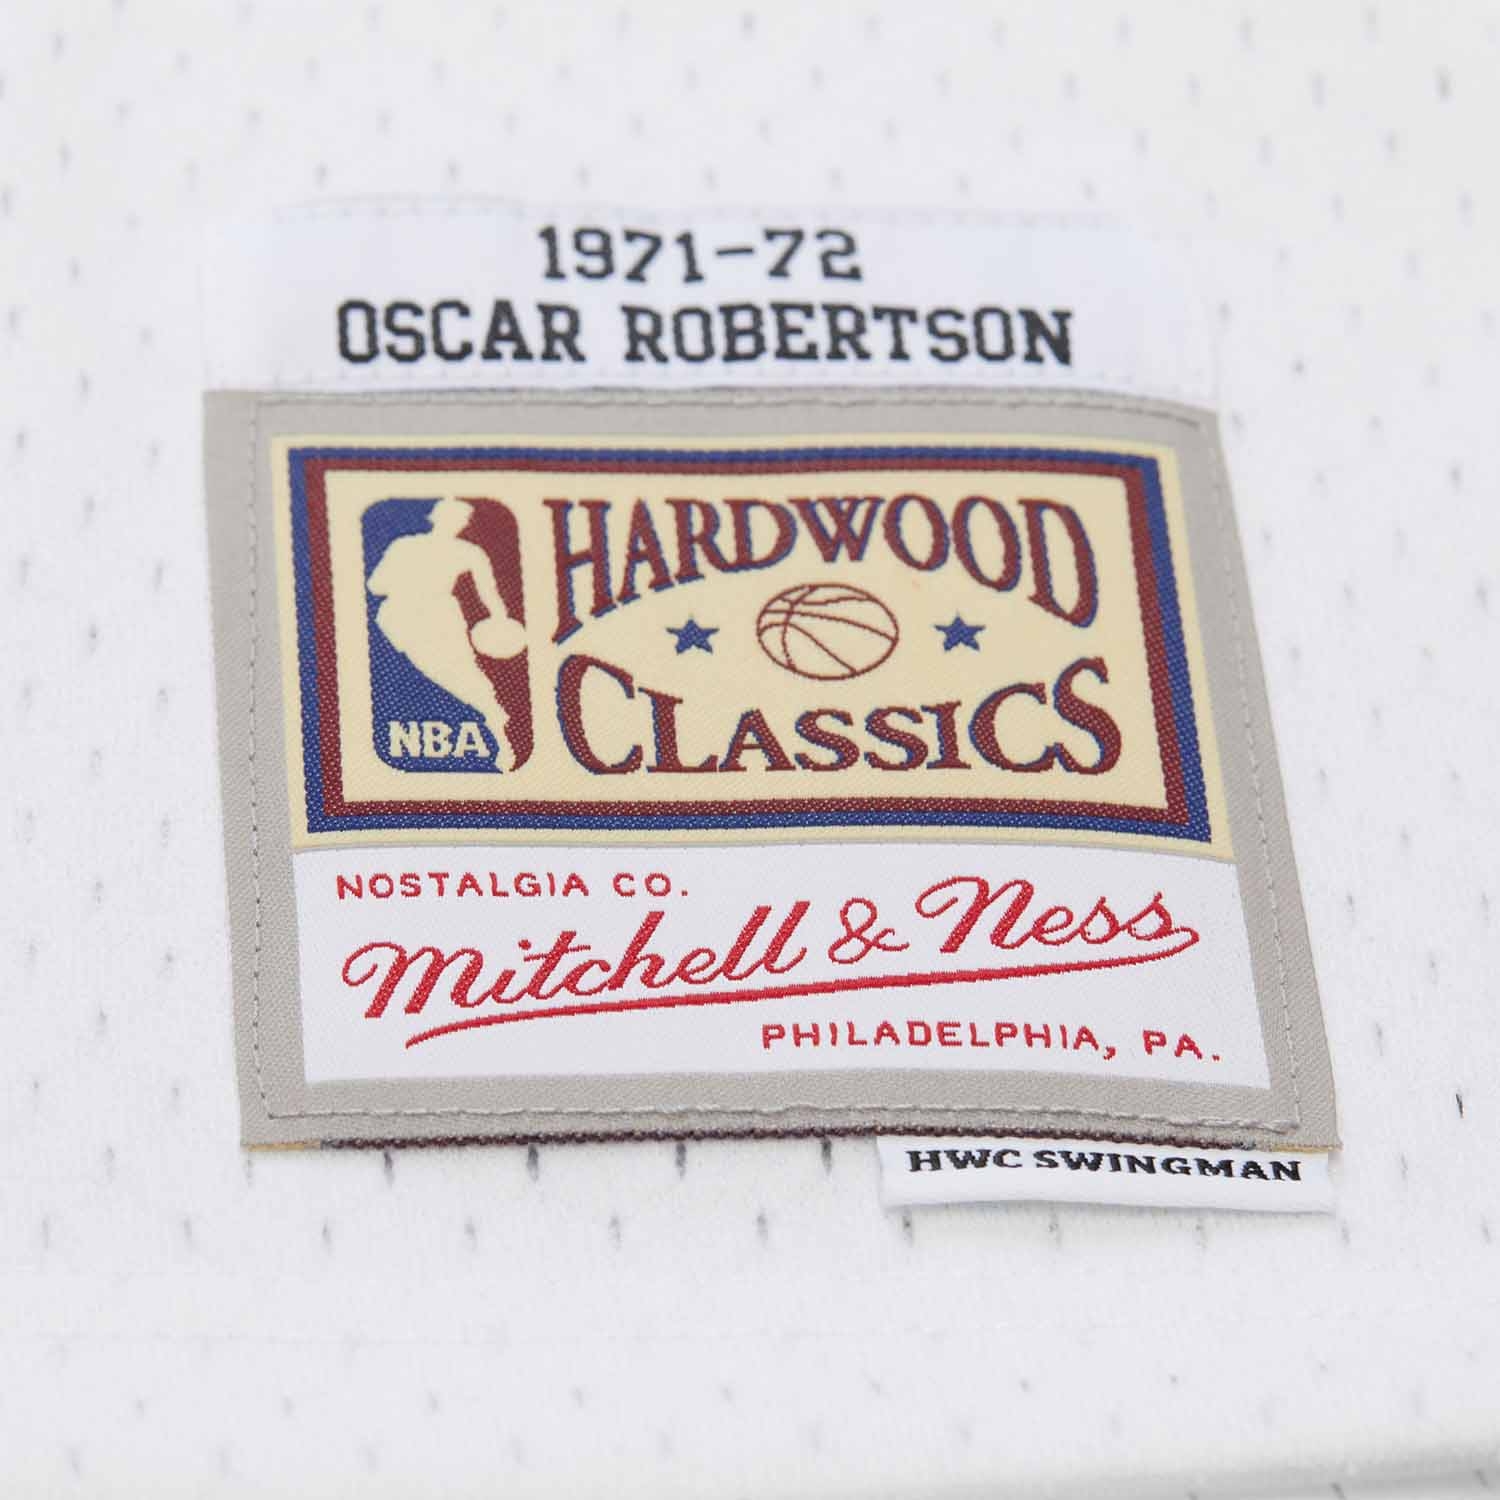 1971-72
OSCAR ROBERTSON
HARDWOOD
CLASSICS
NBA
NOSTALGIA CO.
Mitchell & Ness
PHILADELPHIA, PA.
HWC SWINGMAN